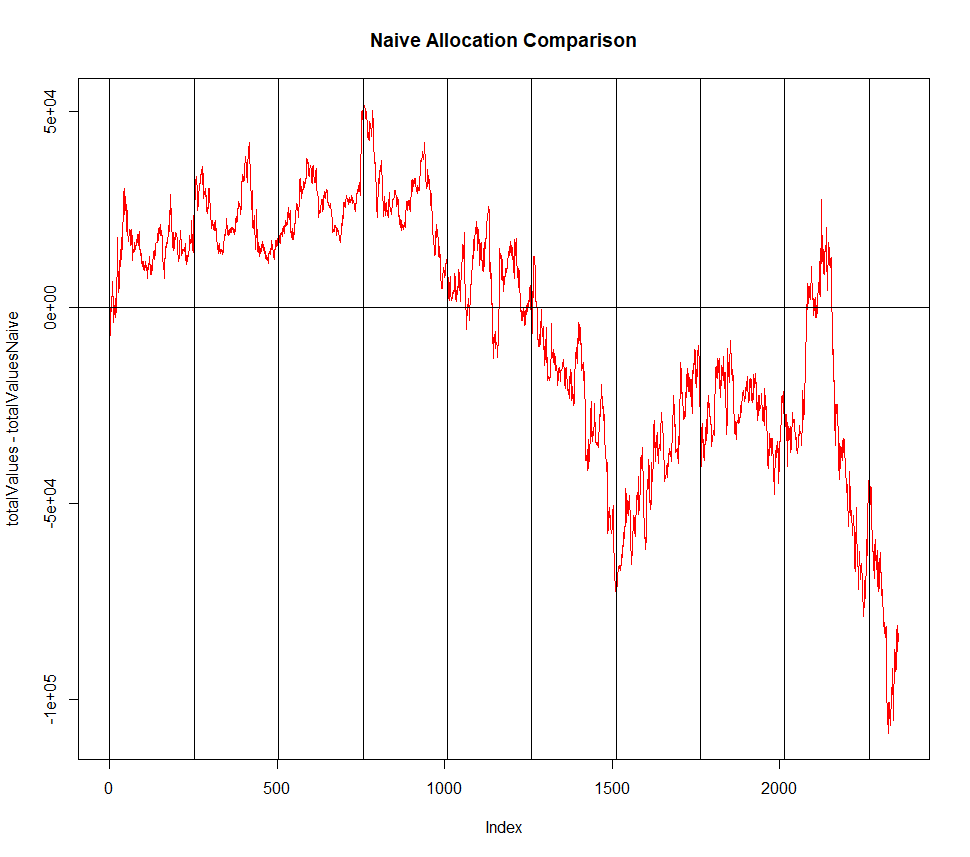 Naive Allocation Comparison
totalValues - totalValuesNaive
5e+04
0e+00
-5e+04
-1e+05
0
500
1000
1500
2000
Index